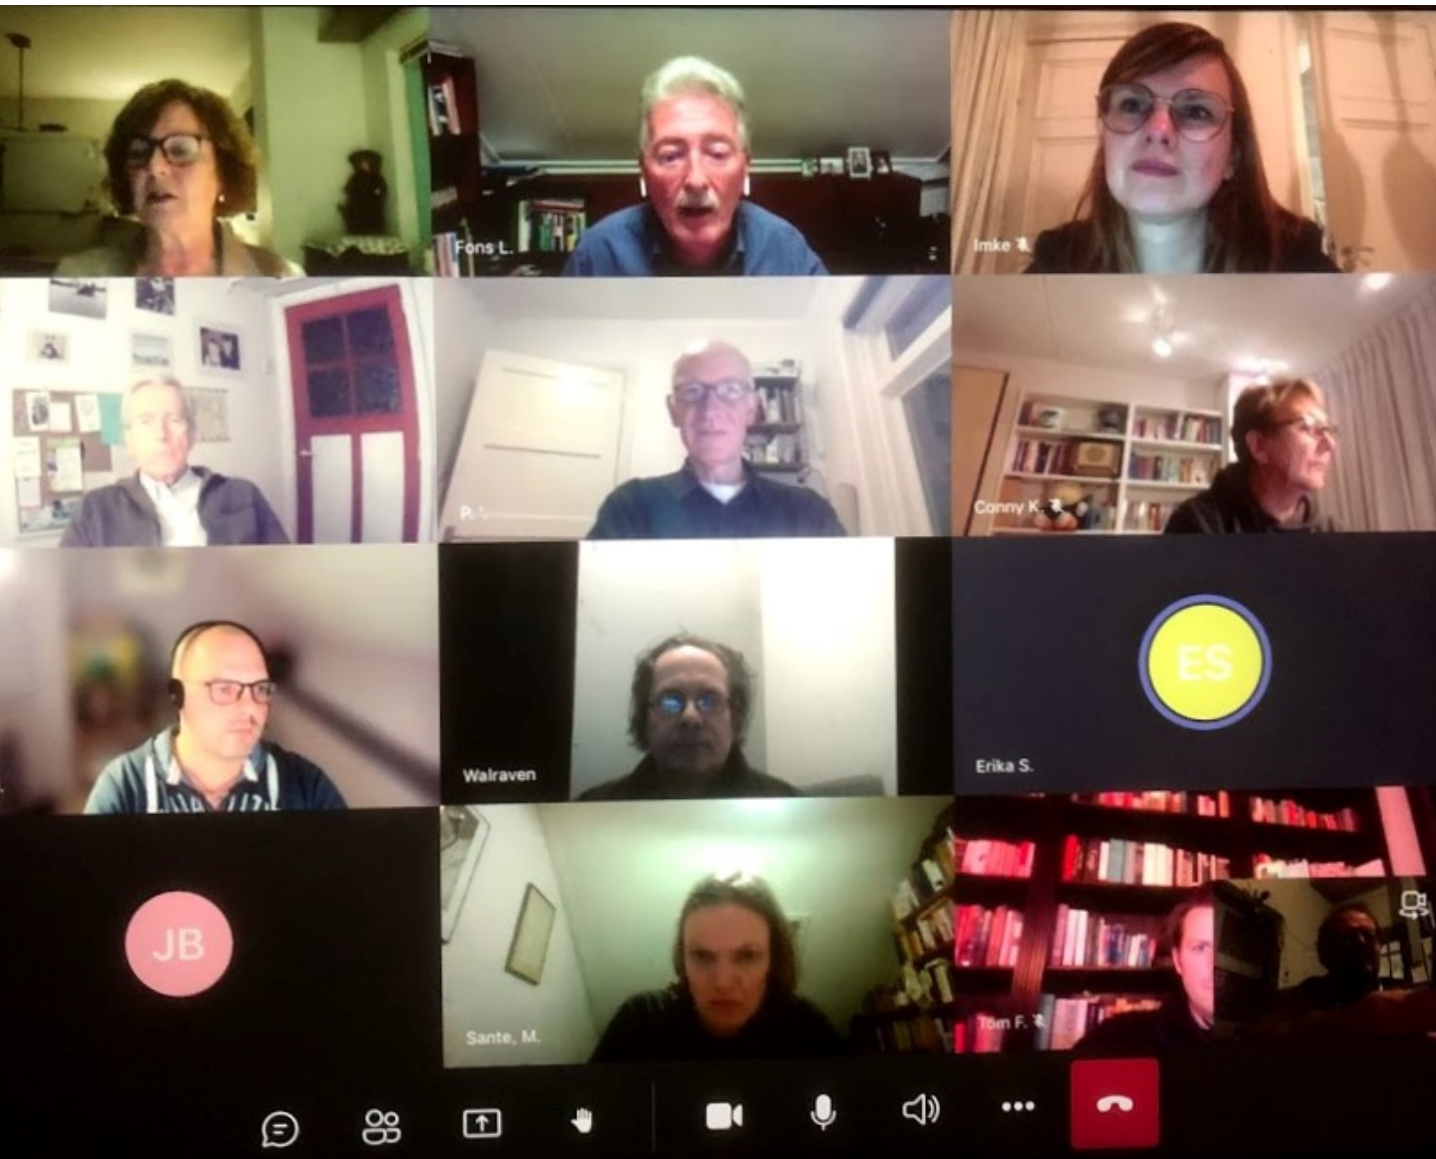 Fons L.
Imke
P.
Conny K.
Walraven
ES
Erika S.
JB
Sante, M.
Tom F.